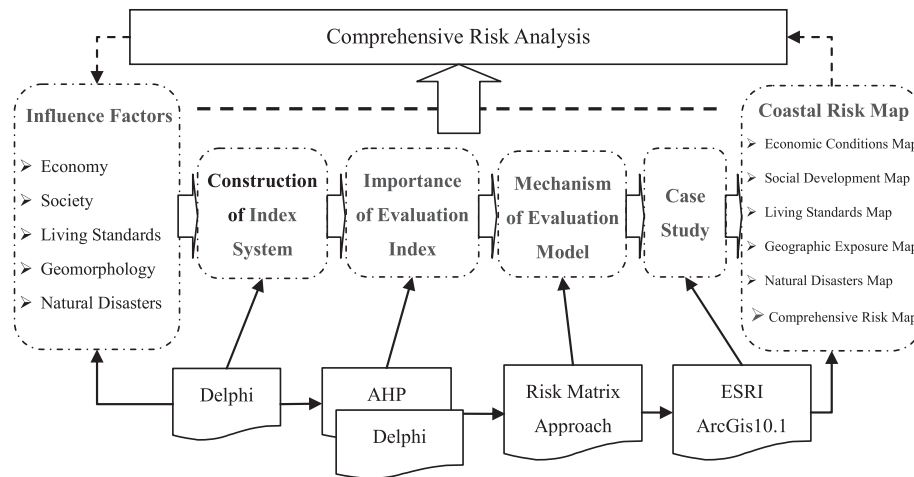 Comprehensive Risk Analysis
Influence Factors
Economy
Society
Living Standards
Geomorphology
Natural Disasters
Construction
of Index
System
Importance
of Evaluation
Index
Mechanism
of Evaluation
Model
Case
Study
Coastal Risk Map
Economic Conditions Map
Social Development Map
Living Standards Map
Geographic Exposure Map
Natural Disasters Map
Comprehensive Risk Map
Delphi
AHP
Delphi
Risk Matrix
Approach
ESRI
ArcGis10.1